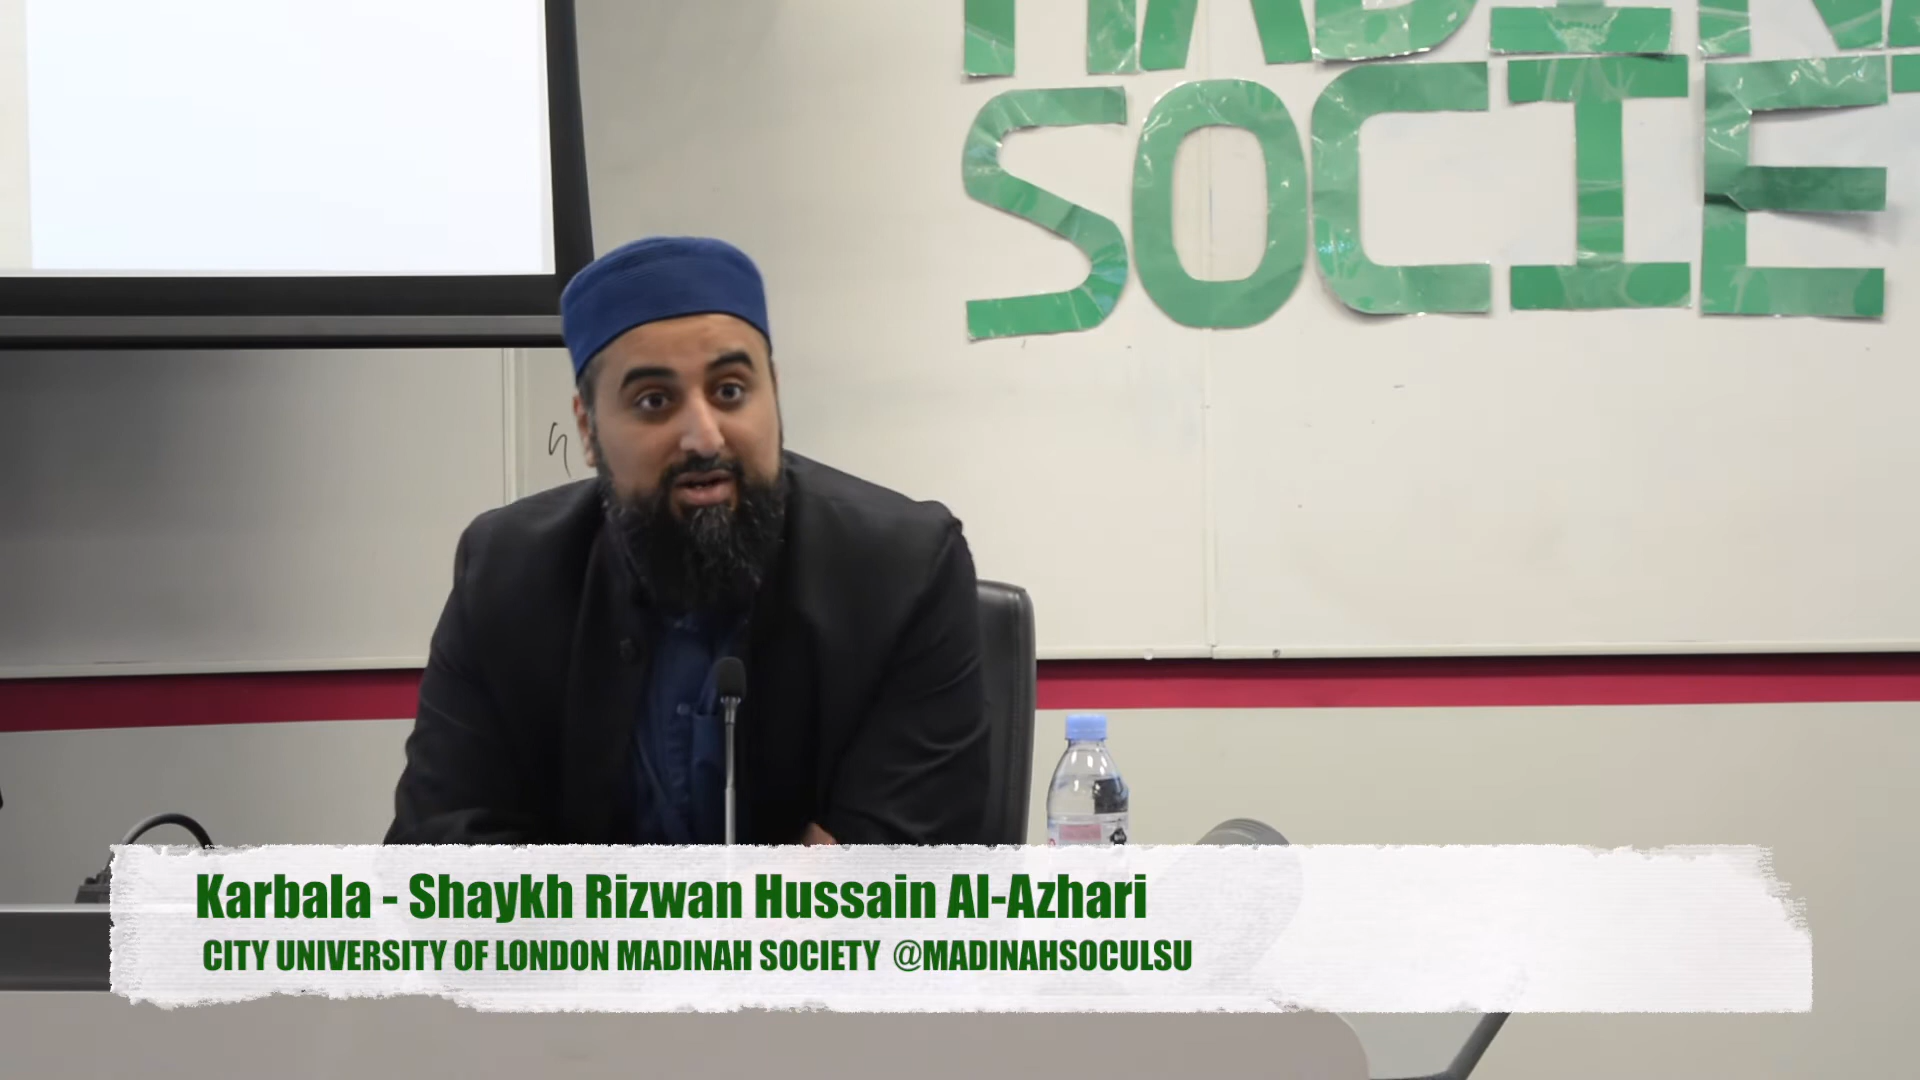 SOCIE
Karbala - Shaykh Rizwan Hussain Al-Azhari
CITY UNIVERSITY OF LONDON MADINAH SOCIETY @MADINAHSOCULSU